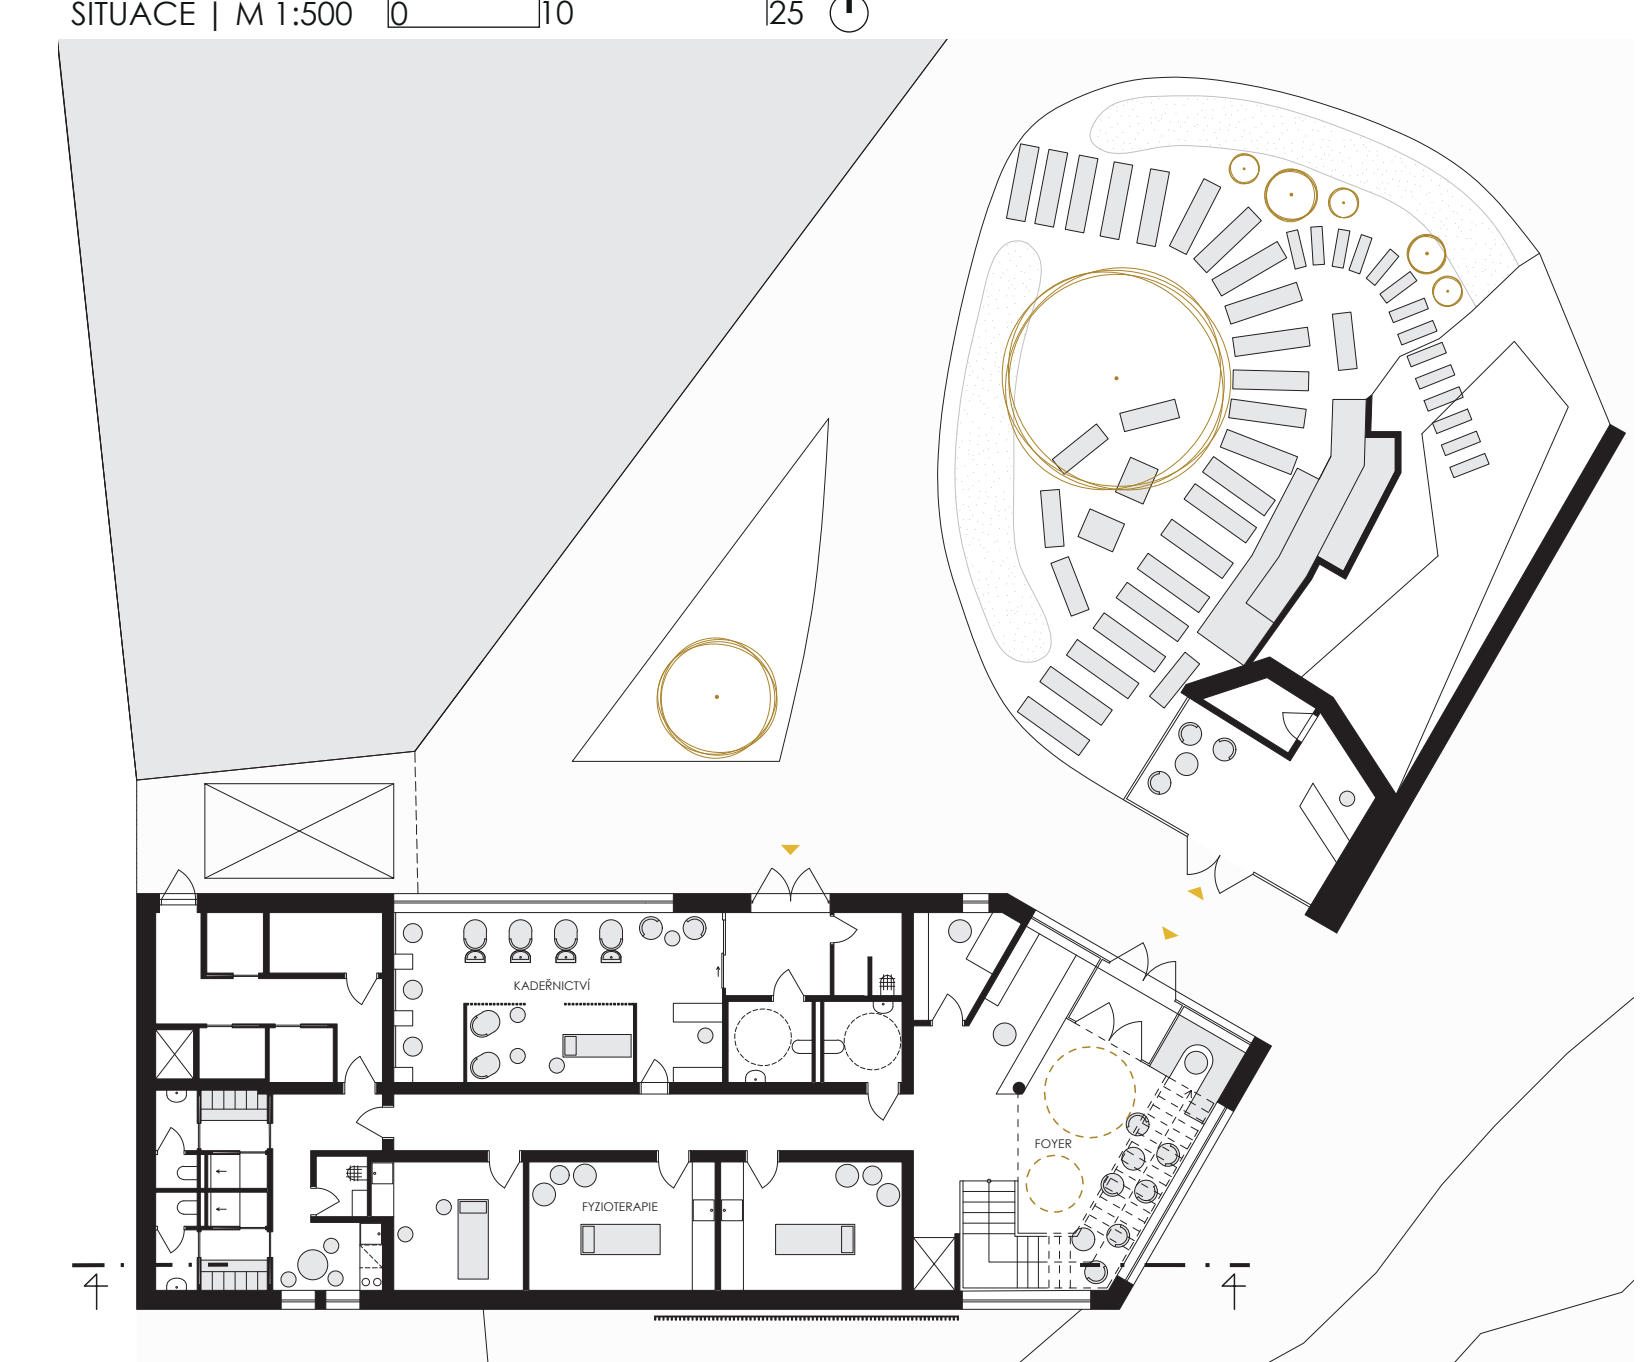 SITUACE | M 1:500 0 10 25
KADEŘNICTVÍ
FOYER
FYZIOTERAPIE
4 4